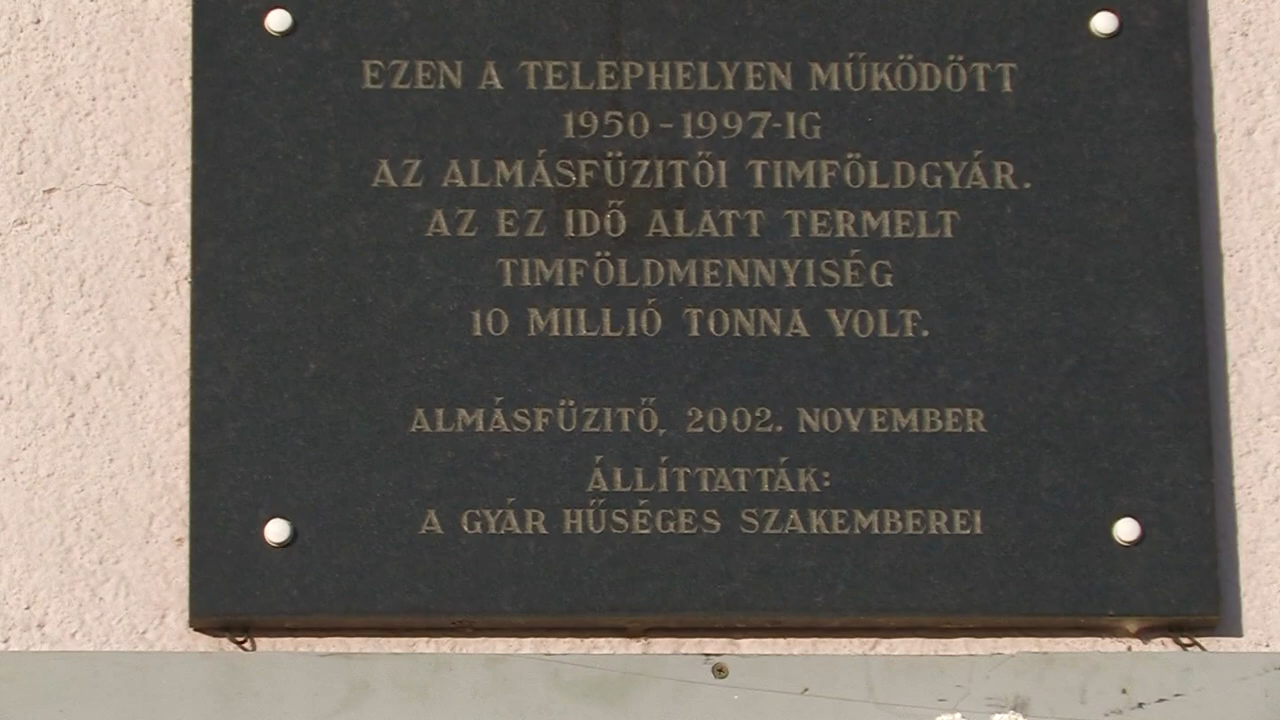 EZEN A TELEPHELYEN MŰKÖDÖTT
1950-1997-IG
AZ ALMÁSFÜZITŐI TIMFÖLDGYÁR.
AZ EZ IDŐ ALATT TERMELT
TIMFÖLDMENNYISÉG
10 MILLIÓ TONNA VOLT.
ALMÁSFÜZITŐ, 2002. NOVEMBER
ÁLLÍTTATTÁK:
A GYÁR HŰSÉGES SZAKEMBEREI